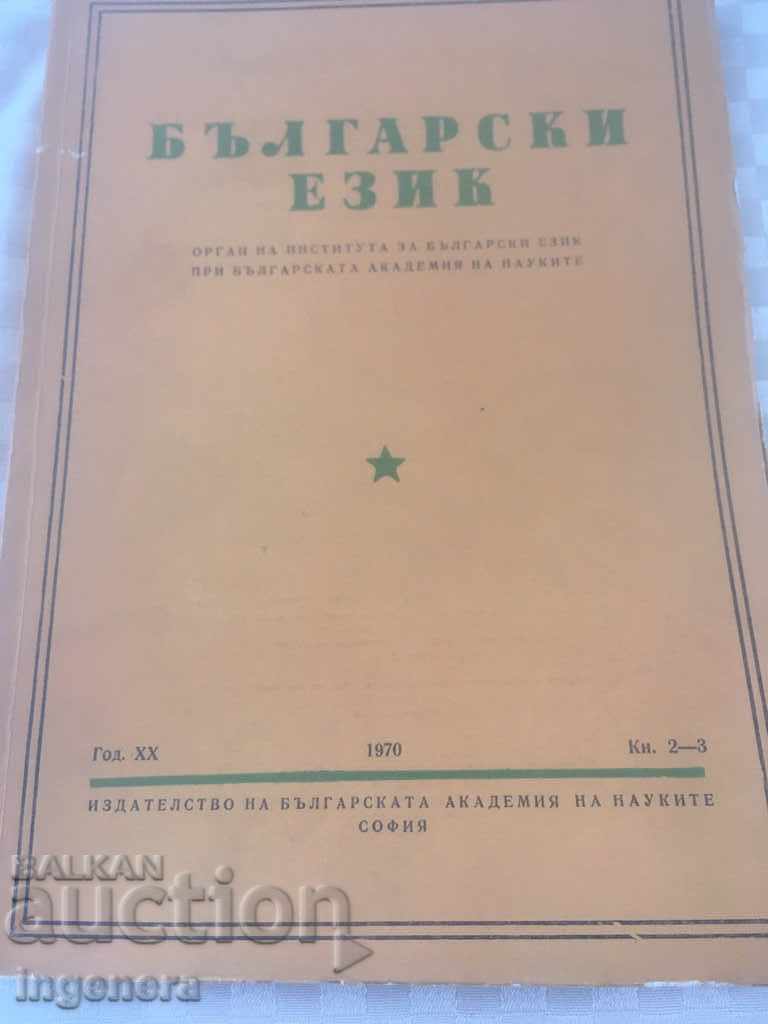 БЪЛГАРСКИ
ЕЗИК
ОРГАН НА ИНСТИТУТА ЗА БЪЛГАРСКИ ЕЗИК
ПРИ БЪЛГАРСКАТА АКАДЕМИЯ НА НАУКИТЕ
Год. XX 1970 Кн. 2—3
ИЗДАТЕЛСТВО НА БЪЛГАРСКАТА АКАДЕМИЯ НА НАУКИТЕ
СОФИЯ
BALKAN
auction
ingenera